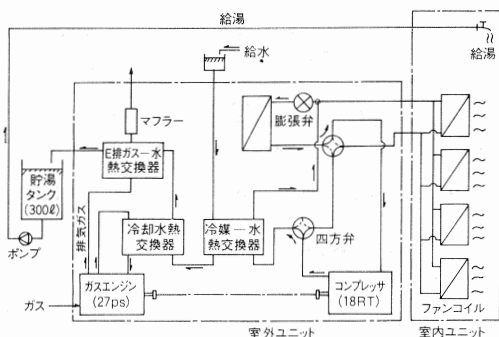 給湯
給湯
給水
マフラー
膨張弁
E排ガス―水
熱交換器
貯湯
タンク
(300ℓ)
排気ガス
冷却水熱
交換器
冷媒―水
熱交換器
四方弁
ポンプ
ガス
ガスエンジン
(27ps)
コンプレッサ
(18RT)
ファンコイル
室外ユニット
室内ユニット